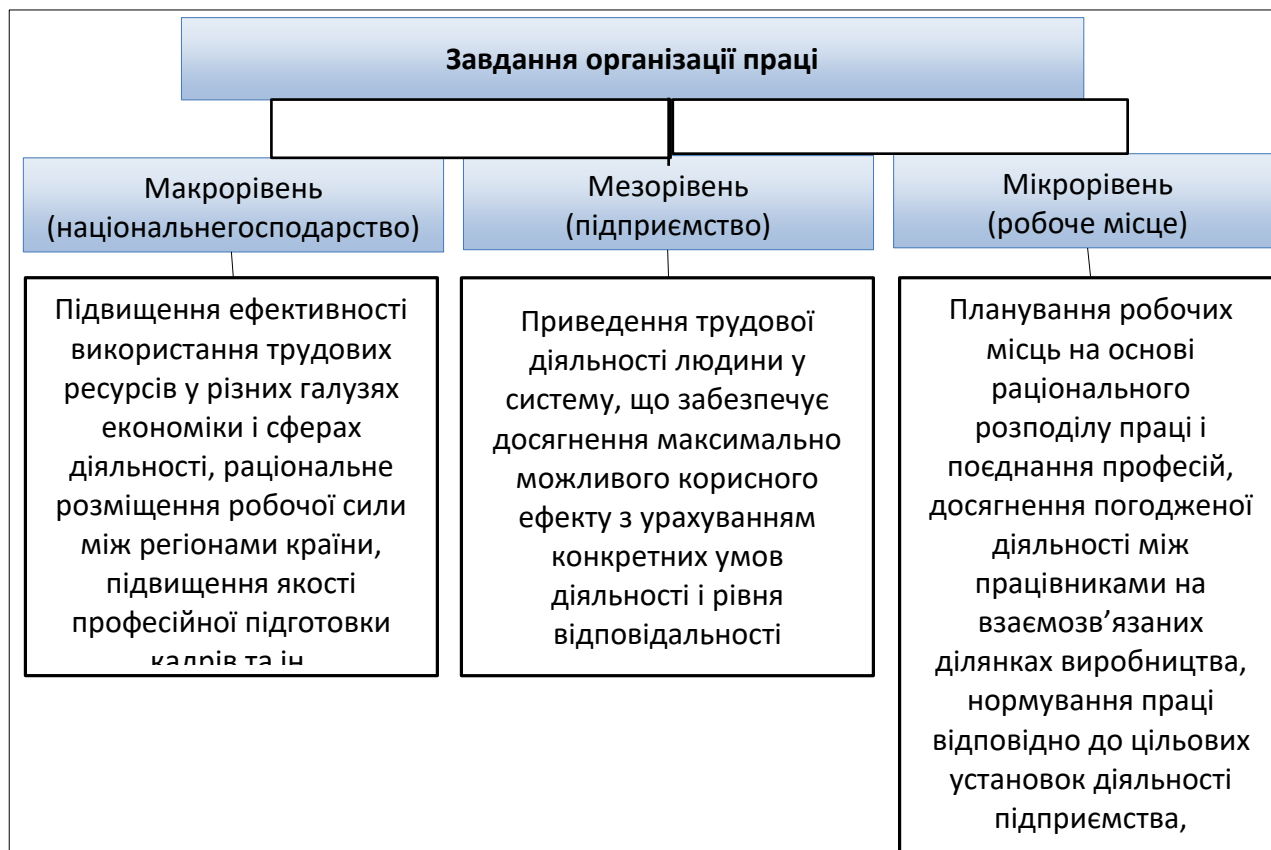 Завдання організації праці
Макрорівень
(національнегосподарство)
Підвищення ефективності
використання трудових
ресурсів у різних галузях
економіки і сферах
діяльності, раціональне
розміщення робочої сили
між регіонами країни,
підвищення якості
професійної підготовки
кадрів та ін
Мезорівень
(підприємство)
Приведення трудової
діяльності людини у
систему, що забезпечує
досягнення максимально
можливого корисного
ефекту з урахуванням
конкретних умов
діяльності і рівня
відповідальності
Мікрорівень
(робоче місце)
Планування робочих
місць на основі
раціонального
розподілу праці і
поєднання професій,
досягнення погодженої
діяльності між
працівниками на
взаємозв’язаних
ділянках виробництва,
нормування праці
відповідно до цільових
установок діяльності
підприємства,